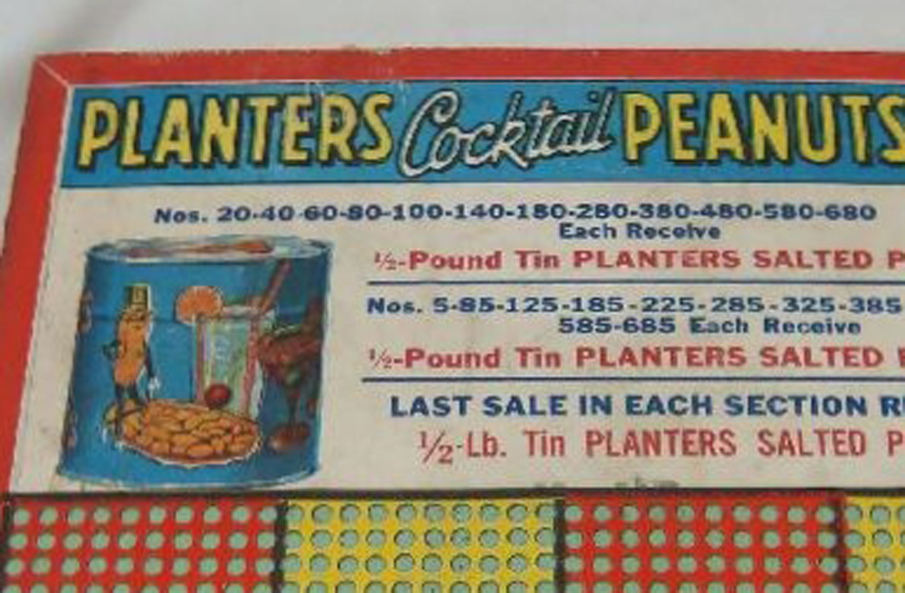 PLANTERS Cocktail PEANUTS
Nos. 20-40-60-80-100-140-180-280-380-480-580-680
Each Receive
½-Pound Tin PLANTERS SALTED P
Nos. 5-85-125-185-225-285-325-385
585-685 Each Receive
½-Pound Tin PLANTERS SALTED
LAST SALE IN EACH SECTION R
½-Lb. Tin PLANTERS SALTED P